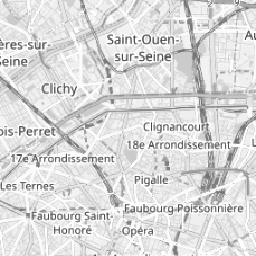 Saint-Ouen-
sur-Seine
ères-sur-
Seine
Clichy
ois-Perret
Clignancourt
18e Arrondissement
17e Arrondissement
Les Ternes
Pigalle
Faubourg Saint-
Honoré
Faubourg Poissonnière
Opéra